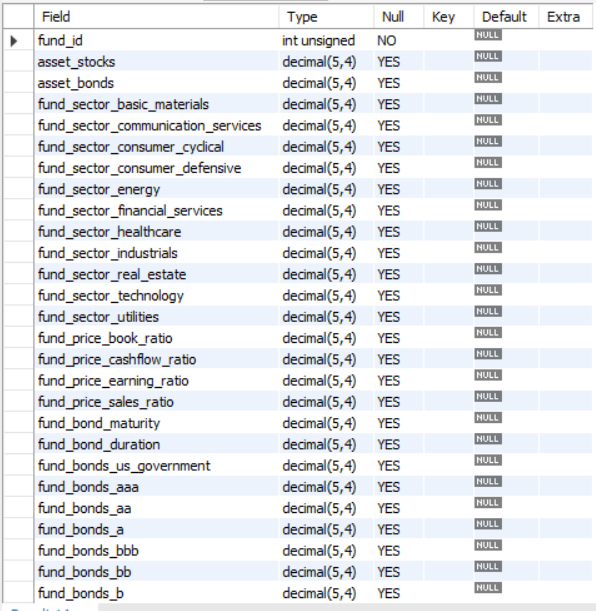 Field Type Null Key Default Extra
fund_id int unsigned NO NULL
asset_stocks decimal(5,4) YES NULL
asset_bonds decimal(5,4) YES NULL
fund_sector_basic_materials decimal(5,4) YES NULL
fund_sector_communication_services decimal(5,4) YES NULL
fund_sector_consumer_cyclical decimal(5,4) YES NULL
fund_sector_consumer_defensive decimal(5,4) YES NULL
fund_sector_energy decimal(5,4) YES NULL
fund_sector_financial_services decimal(5,4) YES NULL
fund_sector_healthcare decimal(5,4) YES NULL
fund_sector_industrials decimal(5,4) YES NULL
fund_sector_real_estate decimal(5,4) YES NULL
fund_sector_technology decimal(5,4) YES NULL
fund_sector_utilities decimal(5,4) YES NULL
fund_price_book_ratio decimal(5,4) YES NULL
fund_price_cashflow_ratio decimal(5,4) YES NULL
fund_price_earning_ratio decimal(5,4) YES NULL
fund_price_sales_ratio decimal(5,4) YES NULL
fund_bond_maturity decimal(5,4) YES NULL
fund_bond_duration decimal(5,4) YES NULL
fund_bonds_us_government decimal(5,4) YES NULL
fund_bonds_aaa decimal(5,4) YES NULL
fund_bonds_aa decimal(5,4) YES NULL
fund_bonds_a decimal(5,4) YES NULL
fund_bonds_bbb decimal(5,4) YES NULL
fund_bonds_bb decimal(5,4) YES NULL
fund_bonds_b decimal(5,4) YES NULL